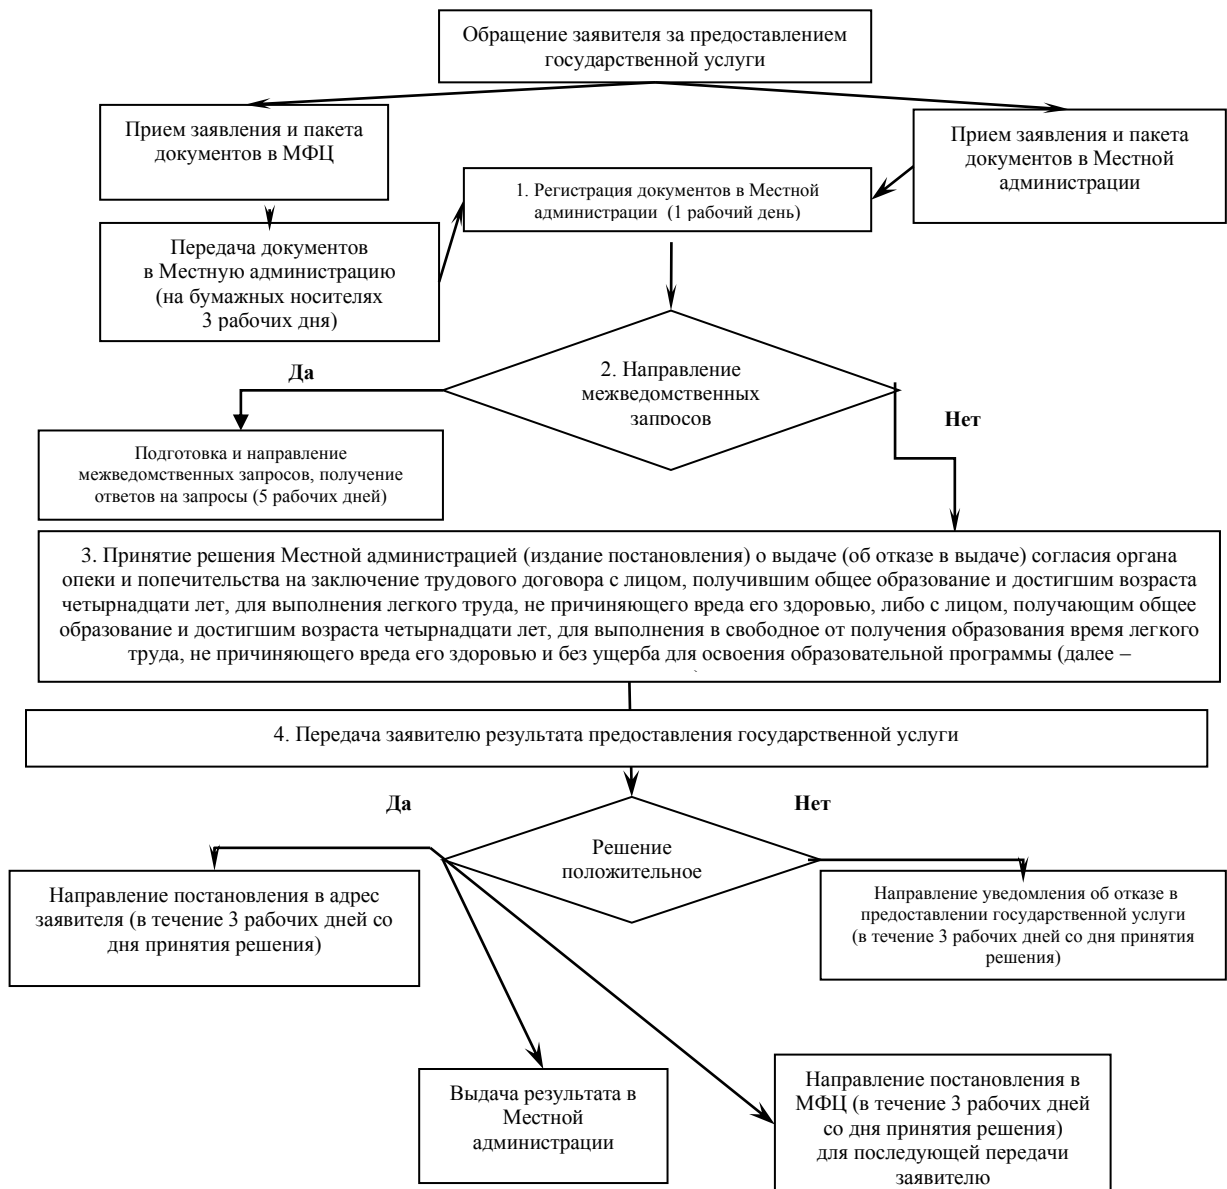 Обращение заявителя за предоставлением
государственной услуги
Прием заявления и пакета
документов в МФЦ
Прием заявления и пакета
документов в Местной
администрации
1. Регистрация документов в Местной
администрации (1 рабочий день)
Передача документов
в Местную администрацию
(на бумажных носителях
3 рабочих дня)
2. Направление
межведомственных
запросов
Да
Нет
Подготовка и направление
межведомственных запросов, получение
ответов на запросы (5 рабочих дней)
3. Принятие решения Местной администрацией (издание постановления) о выдаче (об отказе в выдаче) согласия органа
опеки и попечительства на заключение трудового договора с лицом, получившим общее образование и достигшим возраста
четырнадцати лет, для выполнения легкого труда, не причиняющего вреда его здоровью, либо с лицом, получающим общее
образование и достигшим возраста четырнадцати лет, для выполнения в свободное от получения образования время легкого
труда, не причиняющего вреда его здоровью и без ущерба для освоения образовательной программы (далее –
4. Передача заявителю результата предоставления государственной услуги
Да
Нет
Решение
положительное
Направление постановления в адрес
заявителя (в течение 3 рабочих дней со
дня принятия решения)
Направление уведомления об отказе в
предоставлении государственной услуги
(в течение 3 рабочих дней со дня принятия
решения)
Выдача результата в
Местной
администрации
Направление постановления в
МФЦ (в течение 3 рабочих дней
со дня принятия решения)
для последующей передачи
заявителю